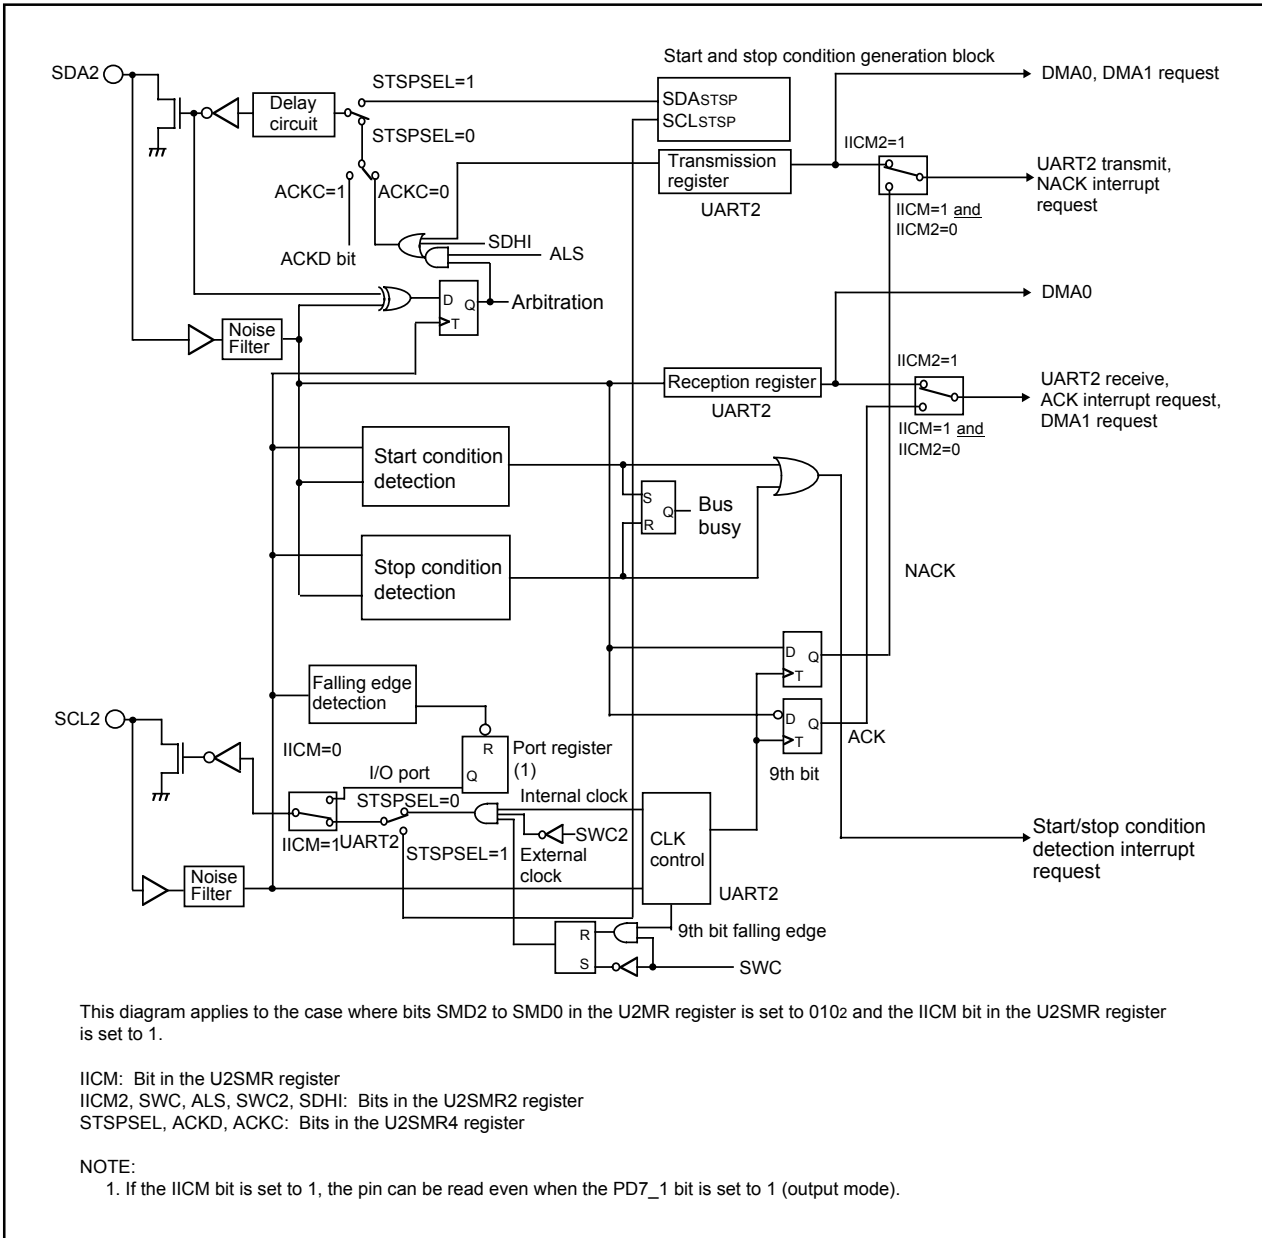 Start and stop condition generation block
SDA2
STSPSEL=1
DMA0, DMA1 request
Delay
circuit
SDASTSP
SCLSTSP
STSPSEL=0
IICM2=1
Transmission
register
UART2 transmit,
NACK interrupt
request
ACKC=1
ACKC=0
UART2
IICM=1 and
IICM2=0
SDHI
ALS
ACKD bit
D
Q
T
Arbitration
DMA0
Noise
Filter
IICM2=1
Reception register
UART2
UART2 receive,
ACK interrupt request,
DMA1 request
IICM=1 and
IICM2=0
Start condition
detection
S
Q
R
Bus
busy
Stop condition
detection
NACK
D
Q
T
Falling edge
detection
SCL2
D
Q
T
ACK
9th bit
IICM=0
R
Q
Port register
(1)
I/O port
STSPSEL=0
Internal clock
IICM=1
UART2
STSPSEL=1
SWC2
External
clock
CLK
control
UART2
Start/stop condition
detection interrupt
request
Noise
Filter
R
S
9th bit falling edge
SWC
This diagram applies to the case where bits SMD2 to SMD0 in the U2MR register is set to 0102 and the IICM bit in the U2SMR register
is set to 1.
IICM: Bit in the U2SMR register
IICM2, SWC, ALS, SWC2, SDHI: Bits in the U2SMR2 register
STSPSEL, ACKD, ACKC: Bits in the U2SMR4 register
NOTE:
1. If the IICM bit is set to 1, the pin can be read even when the PD7_1 bit is set to 1 (output mode).